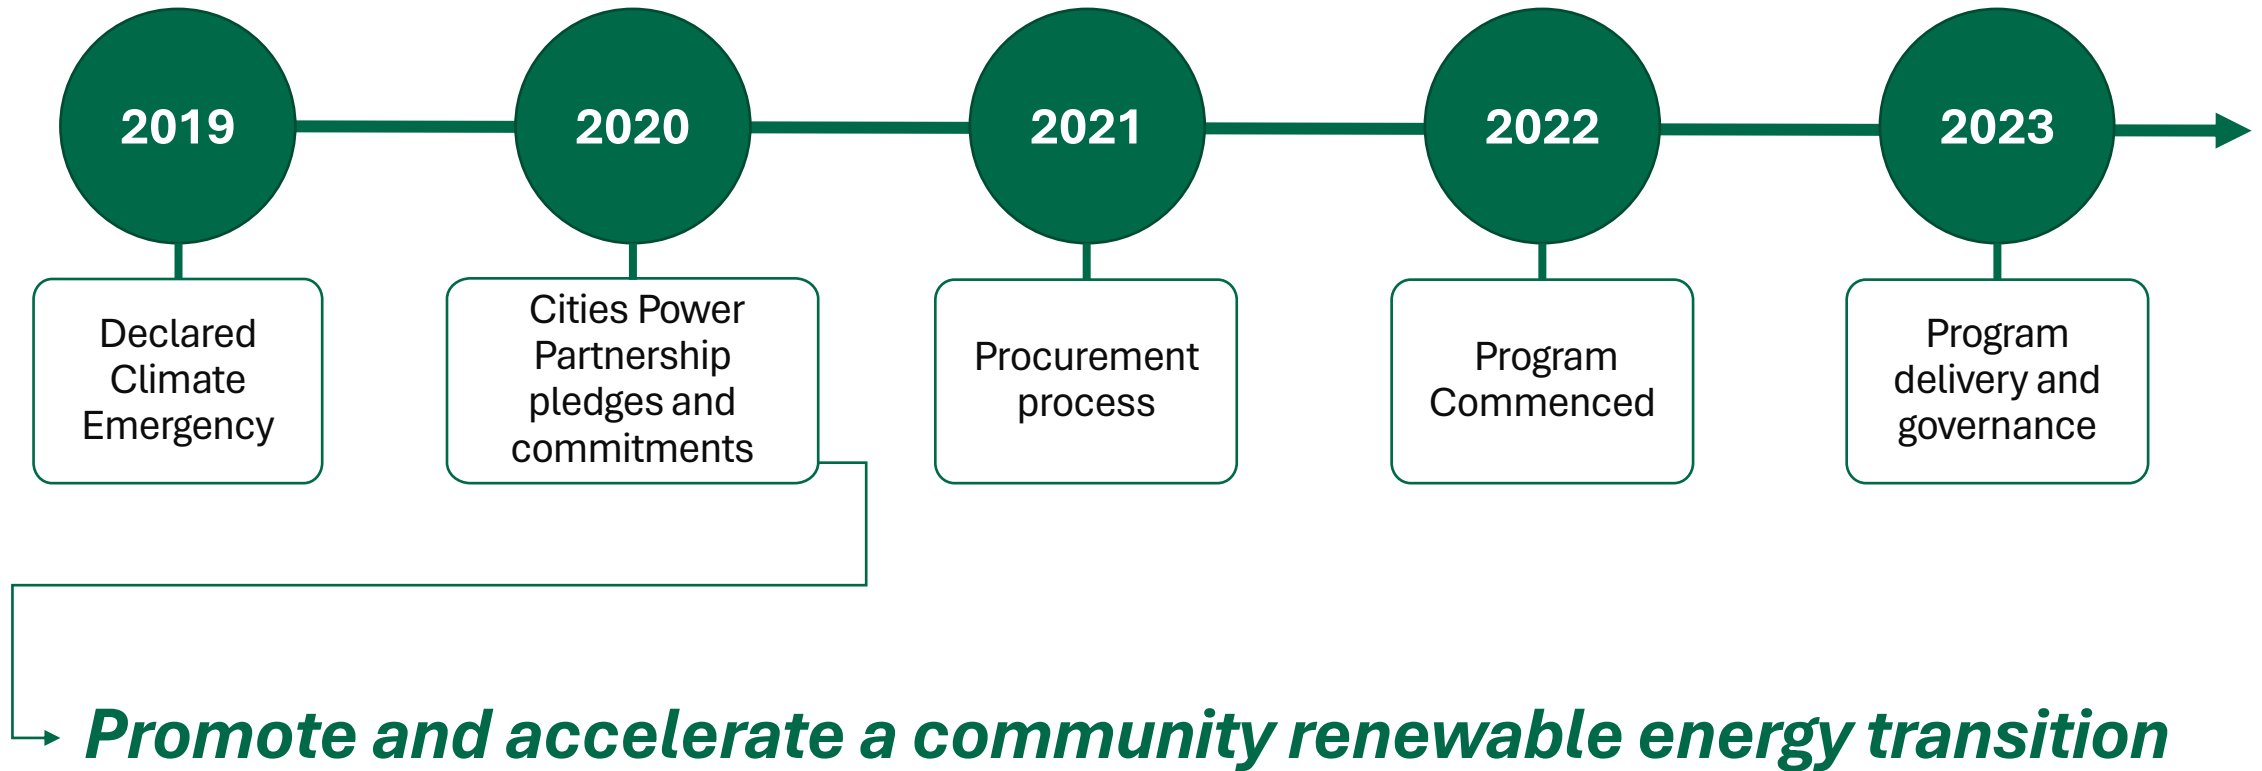 2019
2020
2021
2022
2023
Declared
Climate
Emergency
Cities Power
Partnership
pledges and
commitments
Procurement
process
Program
Commenced
Program
delivery and
governance
Promote and accelerate a community renewable energy transition